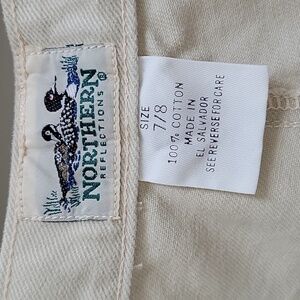 NORTHERN ®
REFLECTIONS
SIZE
7/8
100% COTTON
MADE IN
EL SALVADOR
SEE REVERSE FOR CARE